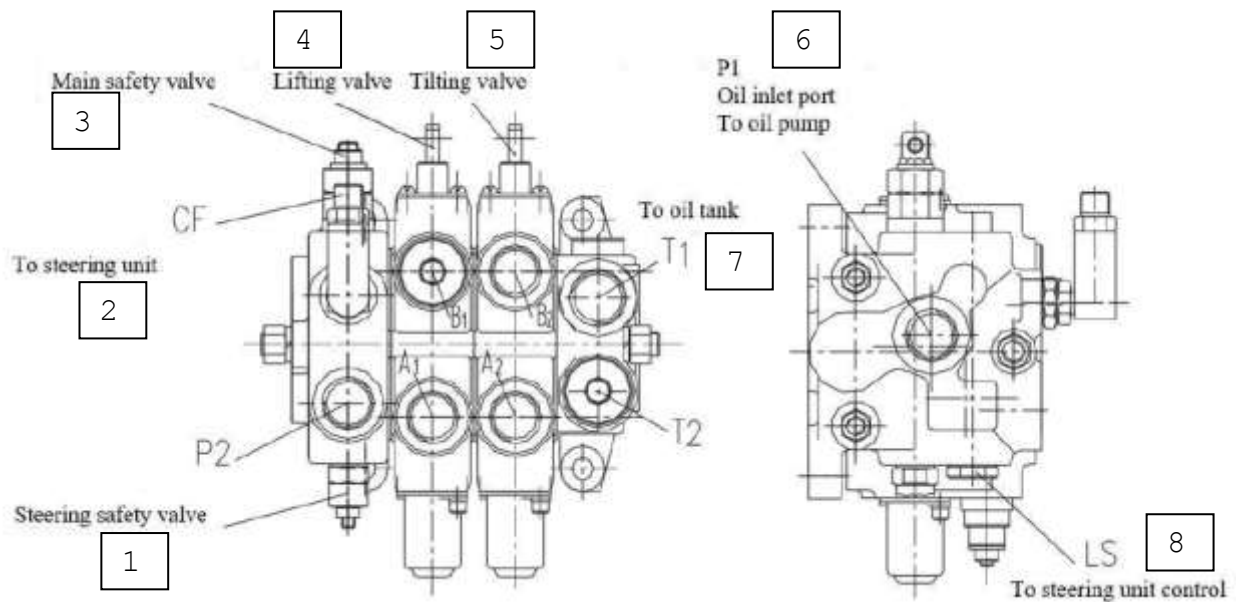 4
5
6
Main safety valve
Lifting valve
Tilting valve
P1
Oil inlet port
To oil pump
3
CF
To oil tank
T1
7
To steering unit
2
B1
B2
A1
A2
P2
T2
Steering safety valve
1
LS
8
To steering unit control